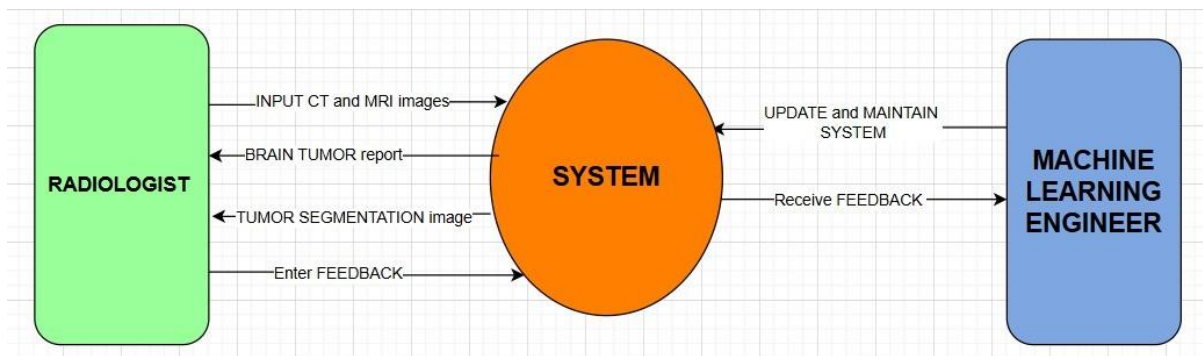 RADIOLOGIST
INPUT CT and MRI images
BRAIN TUMOR report
TUMOR SEGMENTATION image
Enter FEEDBACK
SYSTEM
UPDATE and MAINTAIN
SYSTEM
Receive FEEDBACK
MACHINE
LEARNING
ENGINEER